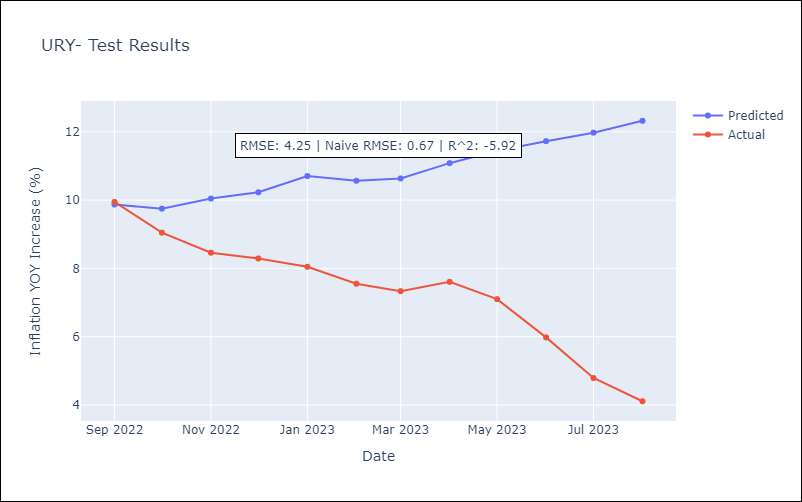 URY- Test Results
Predicted
Actual
RMSE: 4.25 | Naive RMSE: 0.67 | R^2: -5.92
Inflation YOY Increase (%)
12
10
8
6
4
Sep 2022 Nov 2022 Jan 2023 Mar 2023 May 2023 Jul 2023
Date